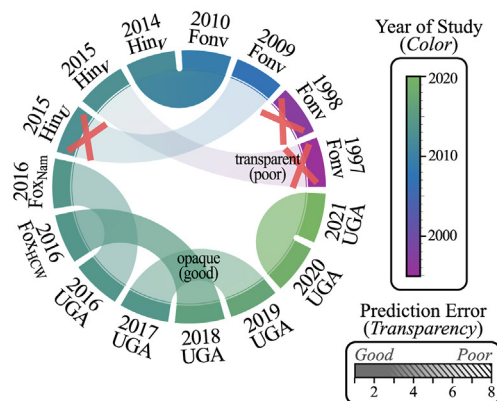 2014
Hinv
2010
Fonv
2009
Fonv
1998
Fonv
1997
Fonv
2021
UGA
2020
UGA
2019
UGA
2018
UGA
2017
UGA
2016
UGA
2016
FoxHCW
2016
FoxNam
2015
HinU
2015
Hinv
transparent
(poor)
opaque
(good)
Year of Study
(Color)
2020
2010
2000
Prediction Error
(Transparency)
Good Poor
2 4 6 8